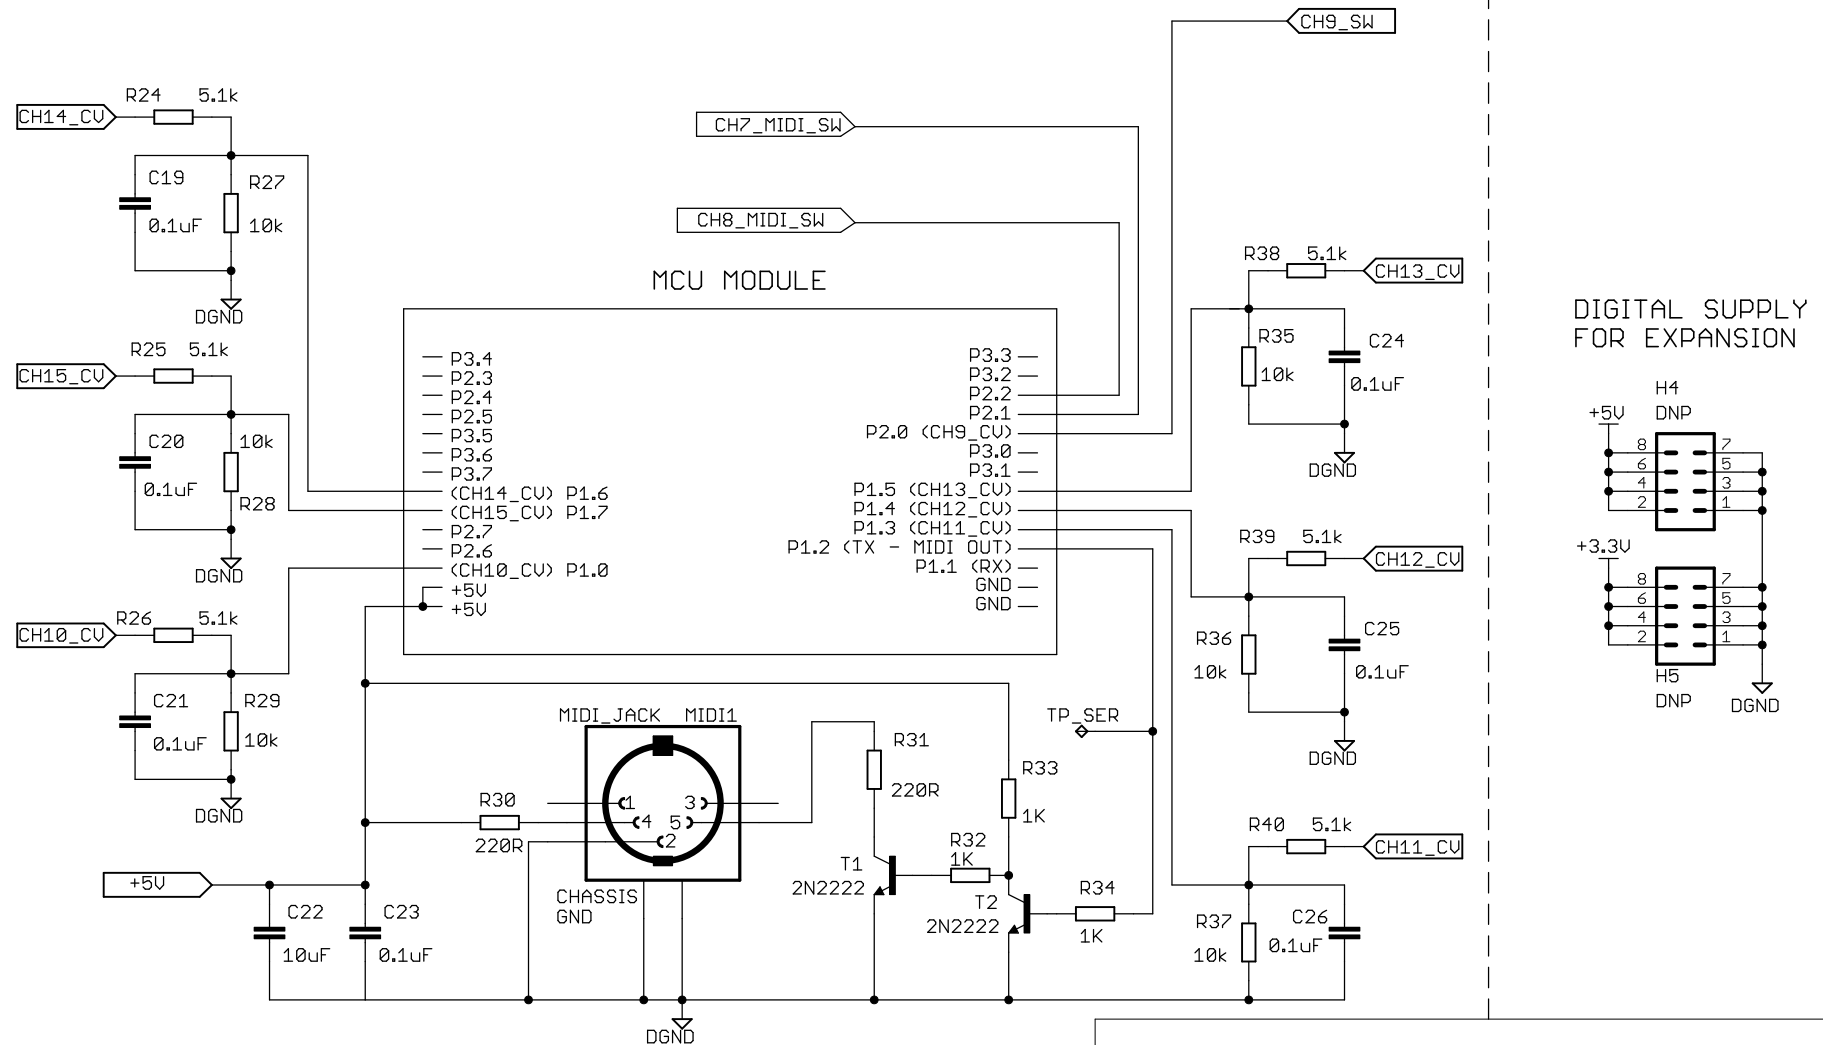 CH9_SW
R24 5.1k
CH14_CV
C19
R27
0.1uF
10k
DGND
CH7_MIDI_SW
CH8_MIDI_SW
MCU MODULE
R25 5.1k
CH15_CV
C20
10k
0.1uF
R28
DGND
R26 5.1k
CH10_CV
C21
R29
0.1uF
10k
DGND
P3.4
P2.3
P2.4
P2.5
P3.5
P3.6
P3.7
(CH14_CV) P1.6
(CH15_CV) P1.7
P2.7
P2.6
(CH10_CV) P1.0
+5V
+5V
P3.3
P3.2
P2.2
P2.1
P2.0 (CH9_CV)
P3.0
P3.1
P1.5 (CH13_CV)
P1.4 (CH12_CV)
P1.3 (CH11_CV)
P1.2 (TX - MIDI OUT)
P1.1 (RX)
GND
GND
R38 5.1k
CH13_CV
R35
C24
10k
0.1uF
DGND
R39 5.1k
CH12_CV
R36
C25
10k
0.1uF
DGND
R40 5.1k
CH11_CV
R37
C26
10k
0.1uF
MIDI_JACK MIDI1
1
3
4
5
2
CHASSIS
GND
R30
220R
R31
220R
T1
2N2222
R32
1K
R33
1K
T2
2N2222
R34
1K
TP_SER
+5V
C22
10uF
C23
0.1uF
DGND
DIGITAL SUPPLY
FOR EXPANSION
H4
DNP
+5V
8 7
6 5
4 3
2 1
+3.3V
8 7
6 5
4 3
2 1
H5
DNP
DGND